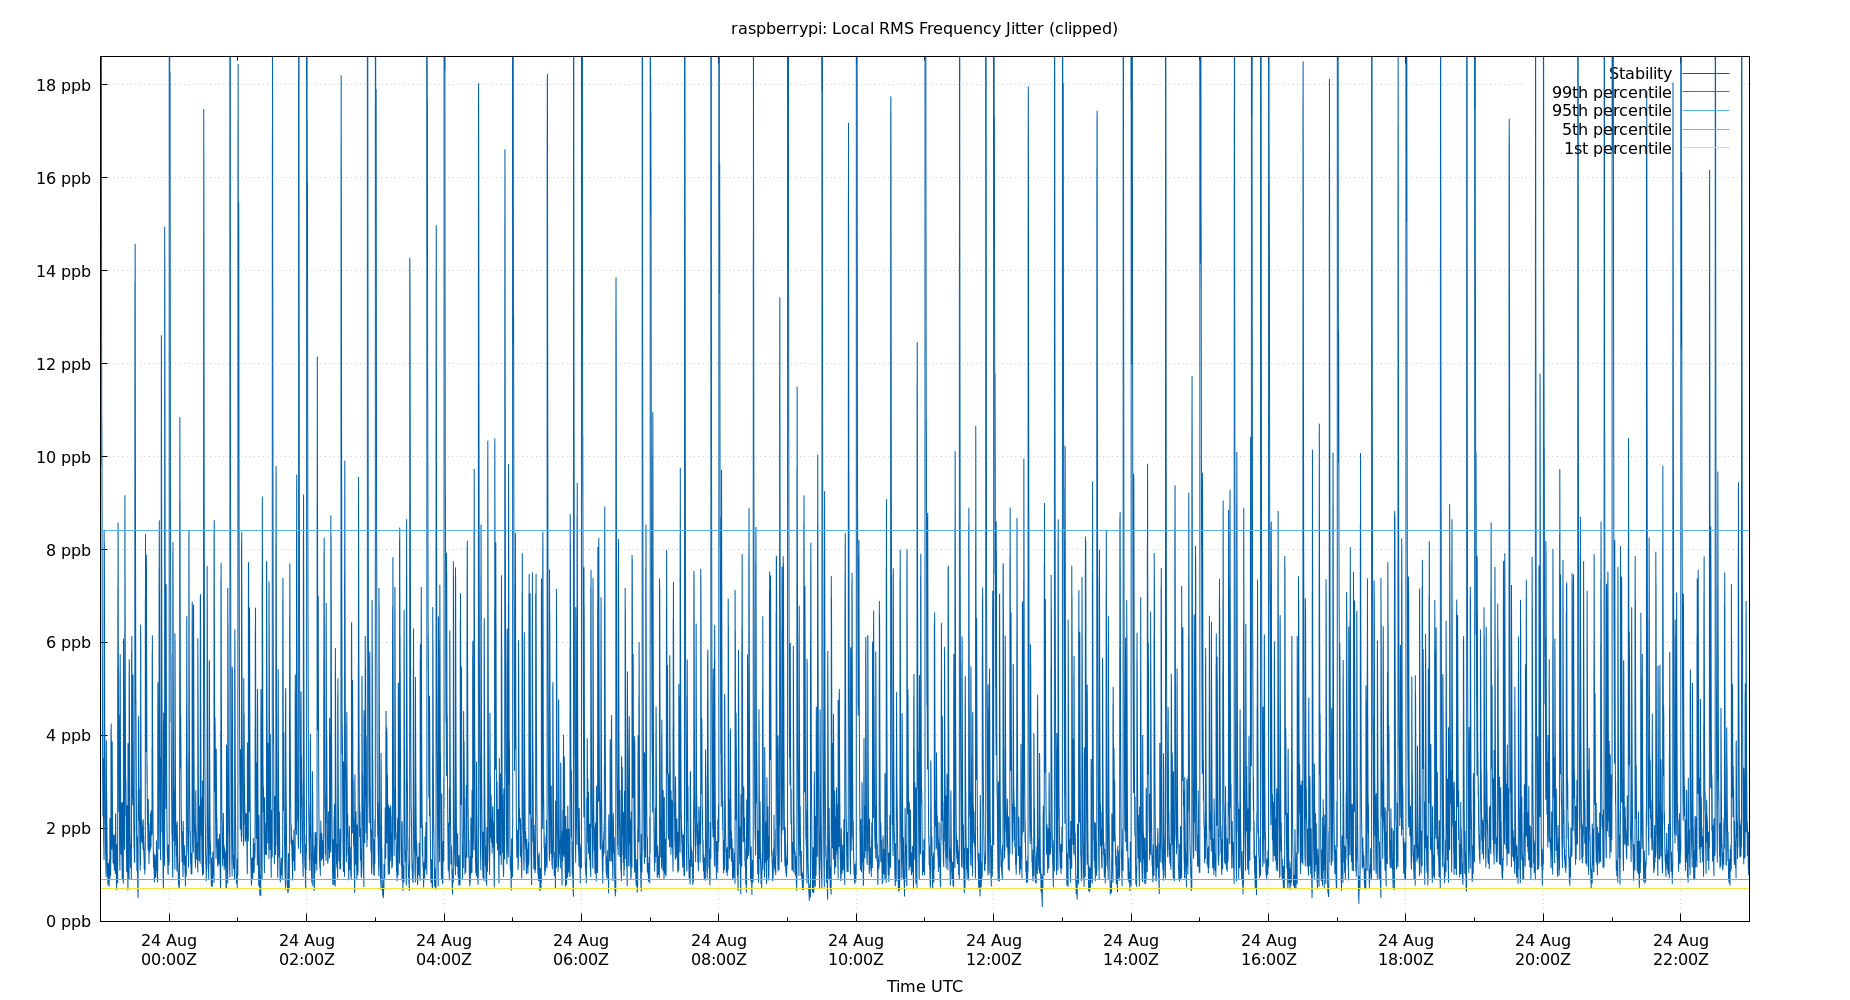 raspberrypi: Local RMS Frequency Jitter (clipped)
Stability
99th percentile
95th percentile
5th percentile
1st percentile
18 ppb
16 ppb
14 ppb
12 ppb
10 ppb
8 ppb
6 ppb
4 ppb
2 ppb
0 ppb
24 Aug 24 Aug 24 Aug 24 Aug 24 Aug 24 Aug 24 Aug 24 Aug 24 Aug 24 Aug 24 Aug 24 Aug
00:00Z 02:00Z 04:00Z 06:00Z 08:00Z 10:00Z 12:00Z 14:00Z 16:00Z 18:00Z 20:00Z 22:00Z
Time UTC